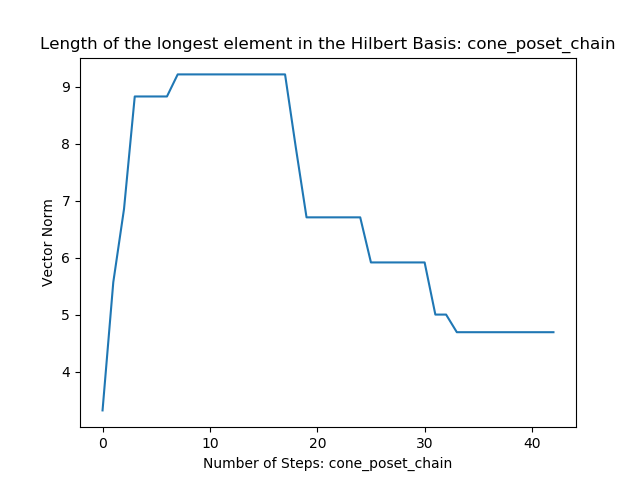 Length of the longest element in the Hilbert Basis: cone_poset_chain
9
8
7
6
5
4
Vector Norm
0 10 20 30 40
Number of Steps: cone_poset_chain